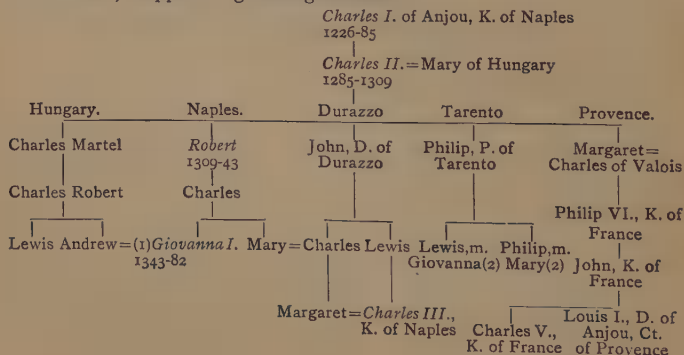 Charles I. of Anjou, K. of Naples
1226-85
Charles II.=Mary of Hungary
1285-1309
Hungary. Naples. Durazzo Tarento Provence.
Charles Martel Robert John, D. of Philip, P. of Margaret=
1309-43 Durazzo Tarento Charles of Valois
Charles Robert Charles Philip VI., K. of
France
Lewis Andrew=(1)Giovanna I. Mary=Charles Lewis Lewis,m. Philip,m. John, K. of
1343-82 Giovanna(2) Mary(2) France
Margaret=Charles III., Charles V., Louis I., D. of
K. of Naples K. of France Anjou, Ct.
of Provence